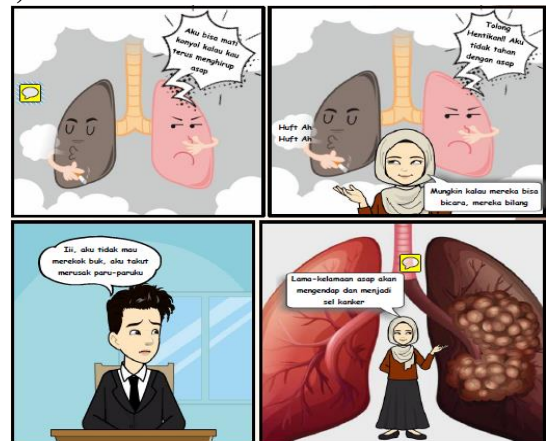 Aku bisa mati
konyol kalau kau
terus menghirup
asap
Tolong
Hentikan!! Aku
tidak tahan
dengan asap
Huft Ah
Huft Ah
Mungkin kalau mereka bisa
bicara, mereka bilang
Iii, aku tidak mau
merekok buk, aku takut
merusak paru-paruku
Lama-kelamaan asap akan
mengendap dan menjadi
sel kanker